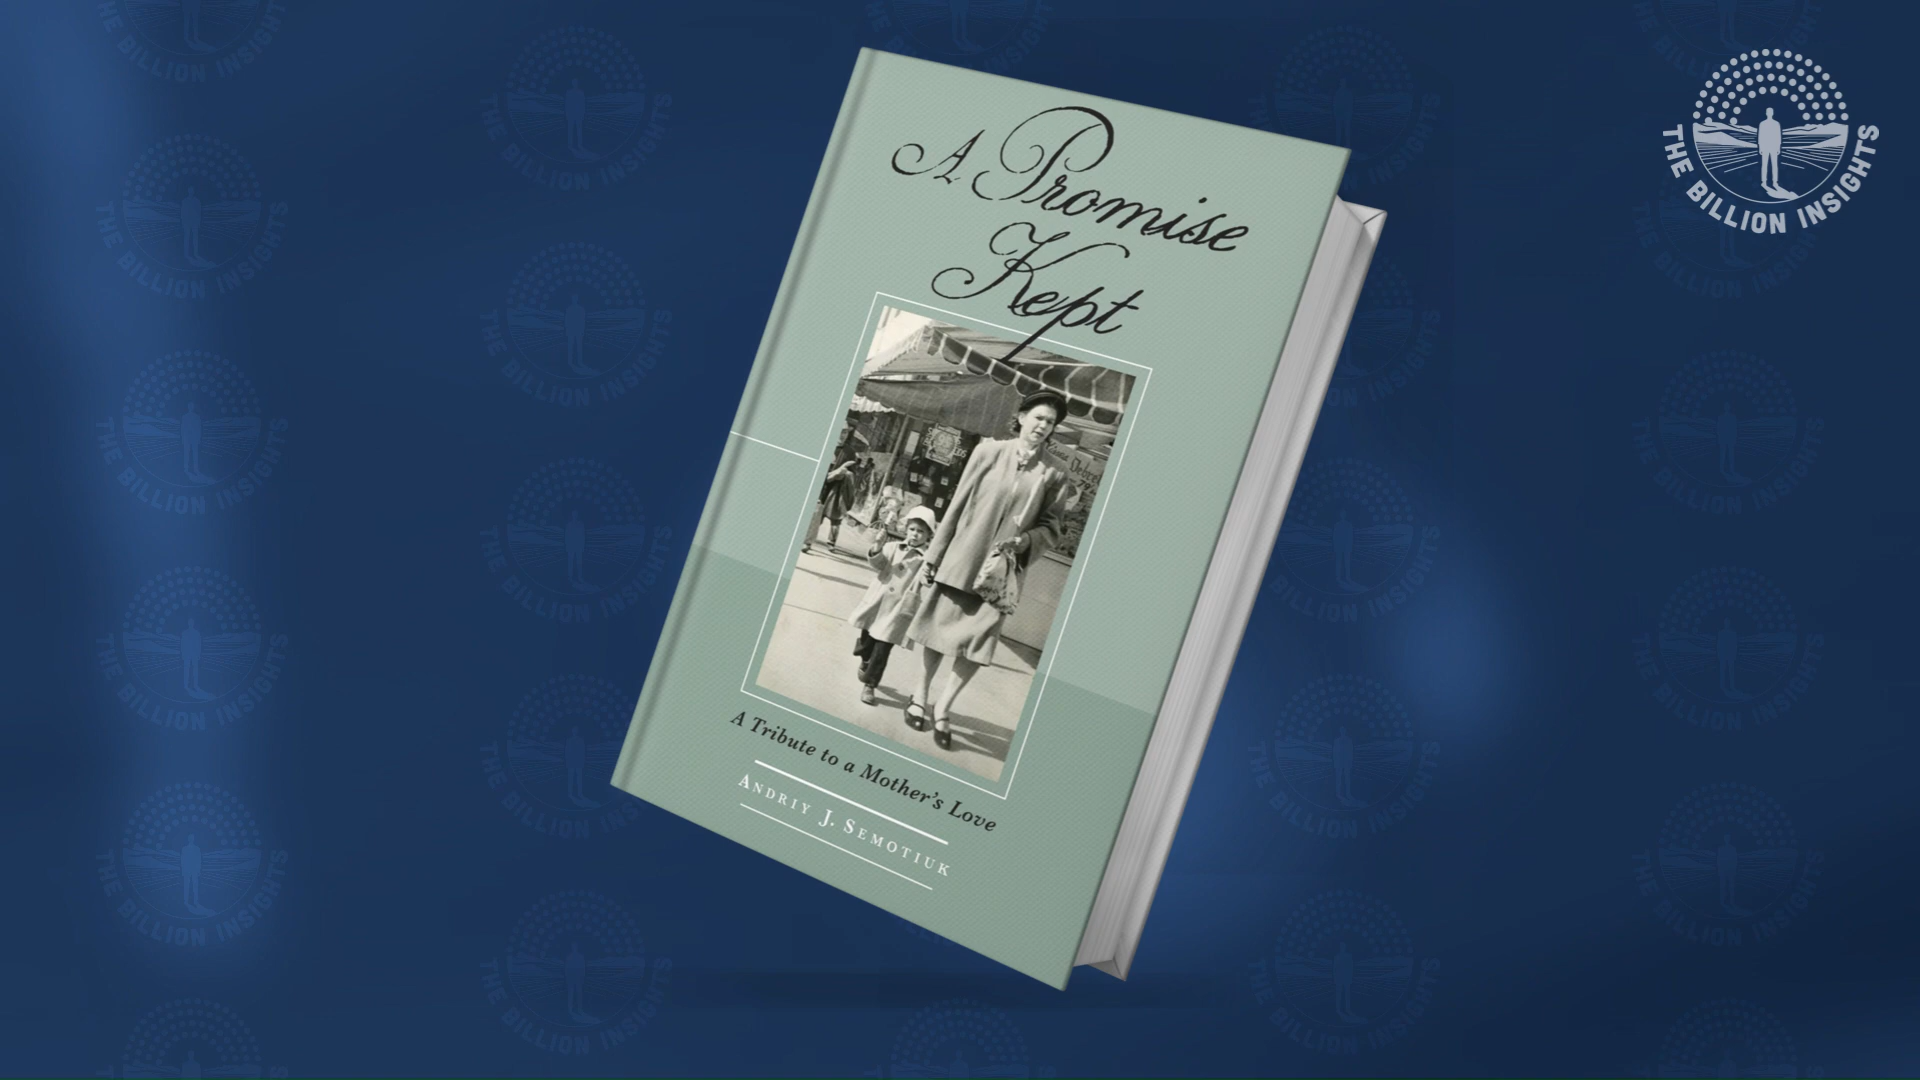 A Promise
Kept
A Tribute to a Mother's Love
ANDRIY J. SEMOTIUK
THE BILLION INSIGHTS